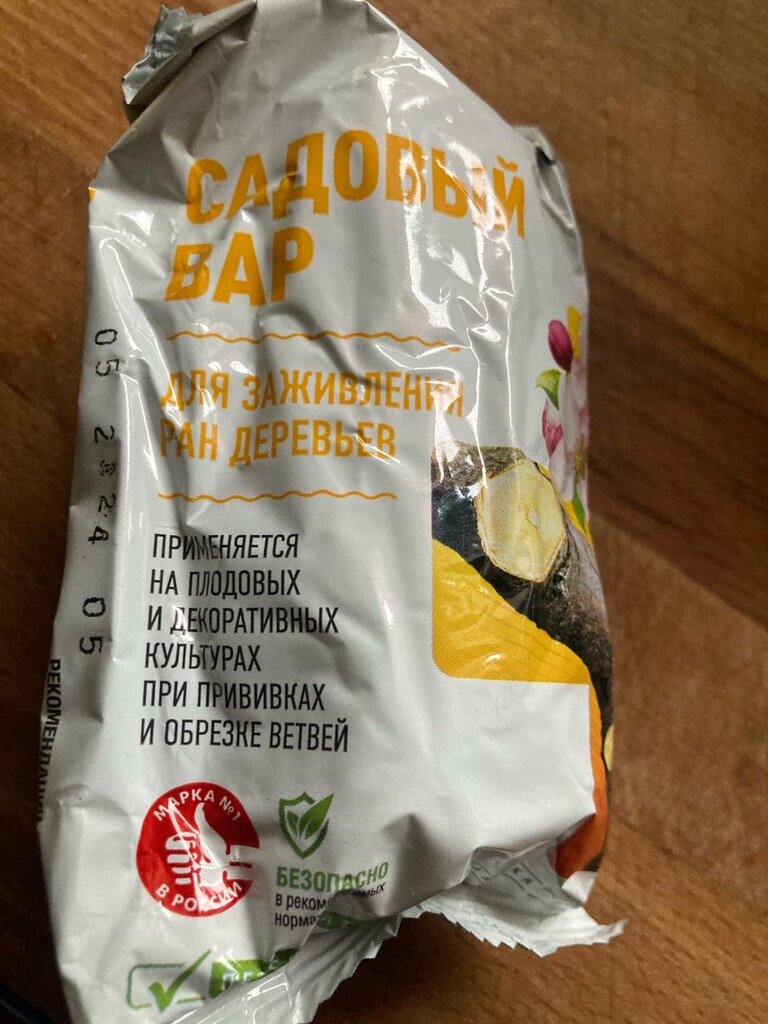 САДОВЫЙ
ВАР
ДЛЯ ЗАЖИВЛЕНИЯ
РАН ДЕРЕВЬЕВ
ПРИМЕНЯЕТСЯ
НА ПЛОДОВЫХ
И ДЕКОРАТИВНЫХ
КУЛЬТУРАХ
ПРИ ПРИВИВКАХ
И ОБРЕЗКЕ ВЕТВЕЙ
05 2024 05
МАРКА №1
В РОССИИ
БЕЗОПАСНО
в